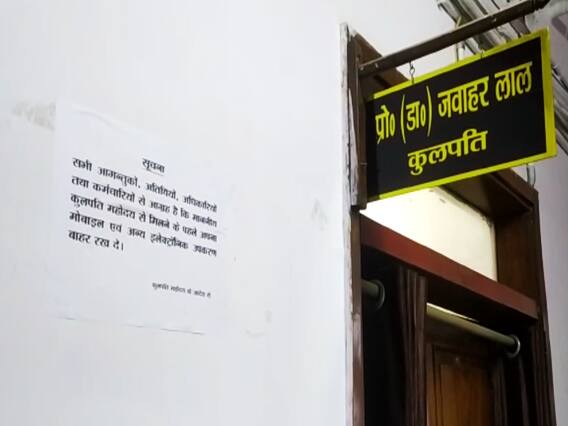 सूचना
सभी आगन्तुकों, अतिथियों, अधिकारियों
तथा कर्मचारियों से आग्रह है कि माननीय
कुलपति महोदय से मिलने के पहले अपना
मोबाइल एवं अन्य इलेक्ट्रॉनिक उपकरण
बाहर रख दे।
कुलपति महोदय के आदेश से
प्रो० (डा०) जवाहर लाल
कुलपति